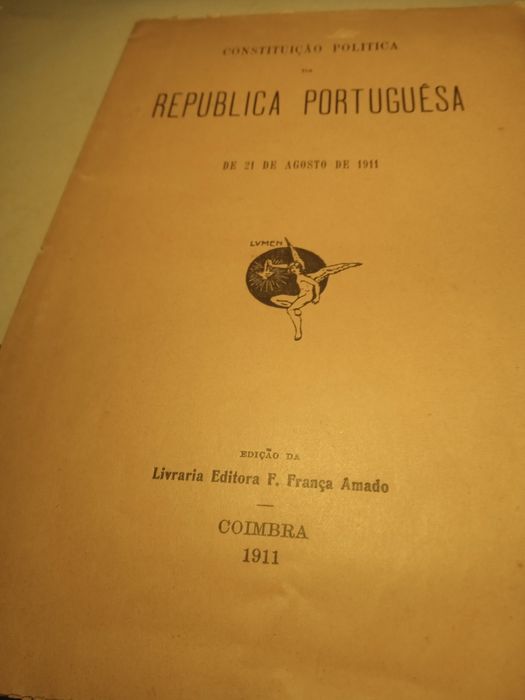 CONSTITUIÇÃO POLITICA
DA
REPUBLICA PORTUGUÊSA
DE 21 DE AGOSTO DE 1911
LVMEN
EDIÇÃO DA
Livraria Editora F. França Amado
COIMBRA
1911